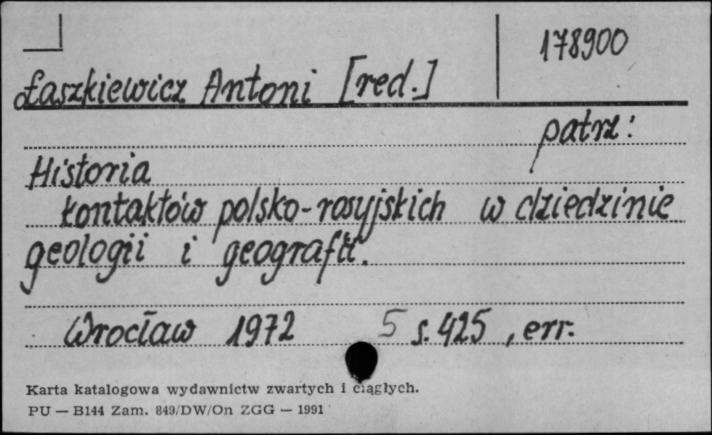 178900
Łaszkiewicz Antoni [red.]
patrz:
Historia
kontaktów polsko-rosyjskich w dziedzinie
geologii i geografii.
Wrocław 1972 5 s. 425, err.
Karta katalogowa wydawnictw zwartych i ciągłych.
PU — B144 Zam. 849/DW/On ZGG — 1991